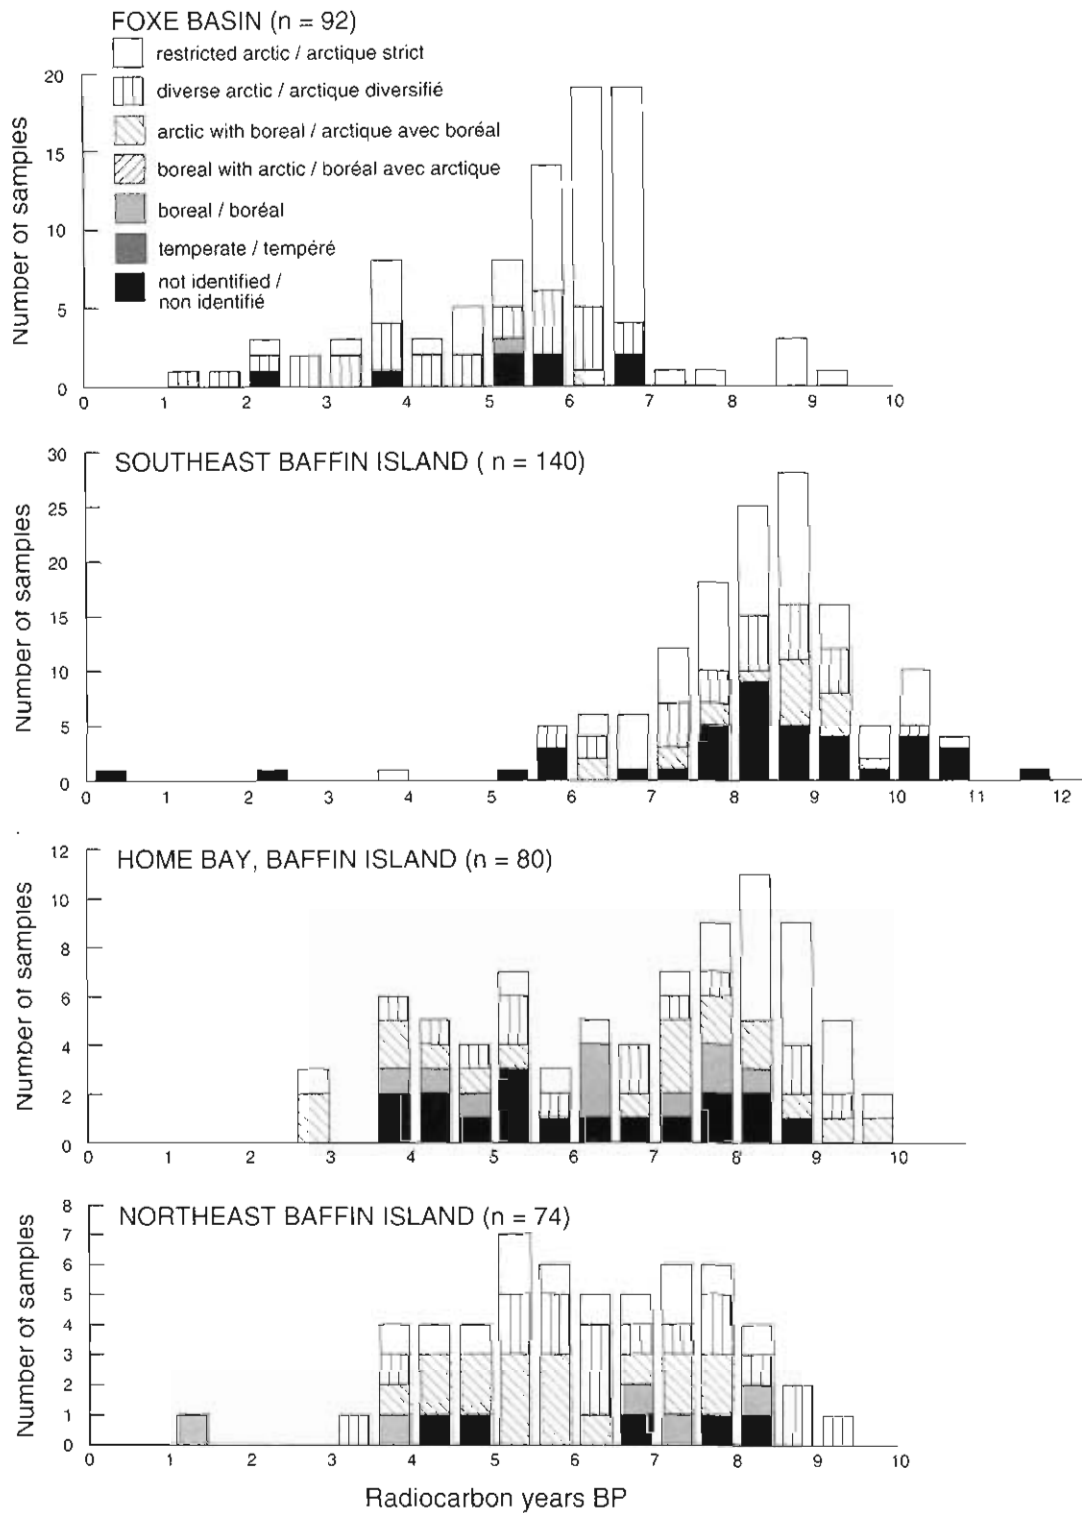 FOXE BASIN (n = 92)
restricted arctic / arctique strict
diverse arctic / arctique diversifié
arctic with boreal / arctique avec boréal
boreal with arctic / boréal avec arctique
boreal / boréal
temperate / tempéré
not identified /
non identifié
Number of samples
20
15
10
5
0
0 1 2 3 4 5 6 7 8 9 10
SOUTHEAST BAFFIN ISLAND ( n = 140)
Number of samples
30
25
20
15
10
5
0
0 1 2 3 4 5 6 7 8 9 10 11 12
HOME BAY, BAFFIN ISLAND (n = 80)
Number of samples
12
10
8
6
4
2
0
0 1 2 3 4 5 6 7 8 9 10
NORTHEAST BAFFIN ISLAND (n = 74)
Number of samples
8
7
6
5
4
3
2
1
0
0 1 2 3 4 5 6 7 8 9 10
Radiocarbon years BP